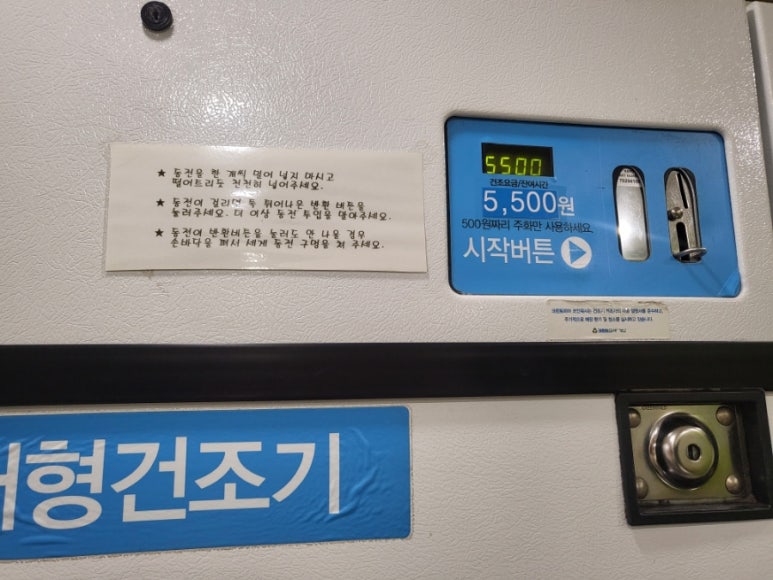 ★ 동전을 한 개씩 밀어 넣지 마시고
떨어트리듯 천천히 넣어주세요.
★ 동전이 걸리면 툭 튀어나온 반환 버튼을
눌러주세요. 더 이상 동전 투입을 말아주세요.
★ 동전이 반환버튼을 눌러도 안 나올 경우
손바닥을 펴서 세게 동전 구멍을 쳐 주세요.
5500
건조요금/잔여시간
5,500원
500원짜리 주화만 사용하세요.
시작버튼
형건조기